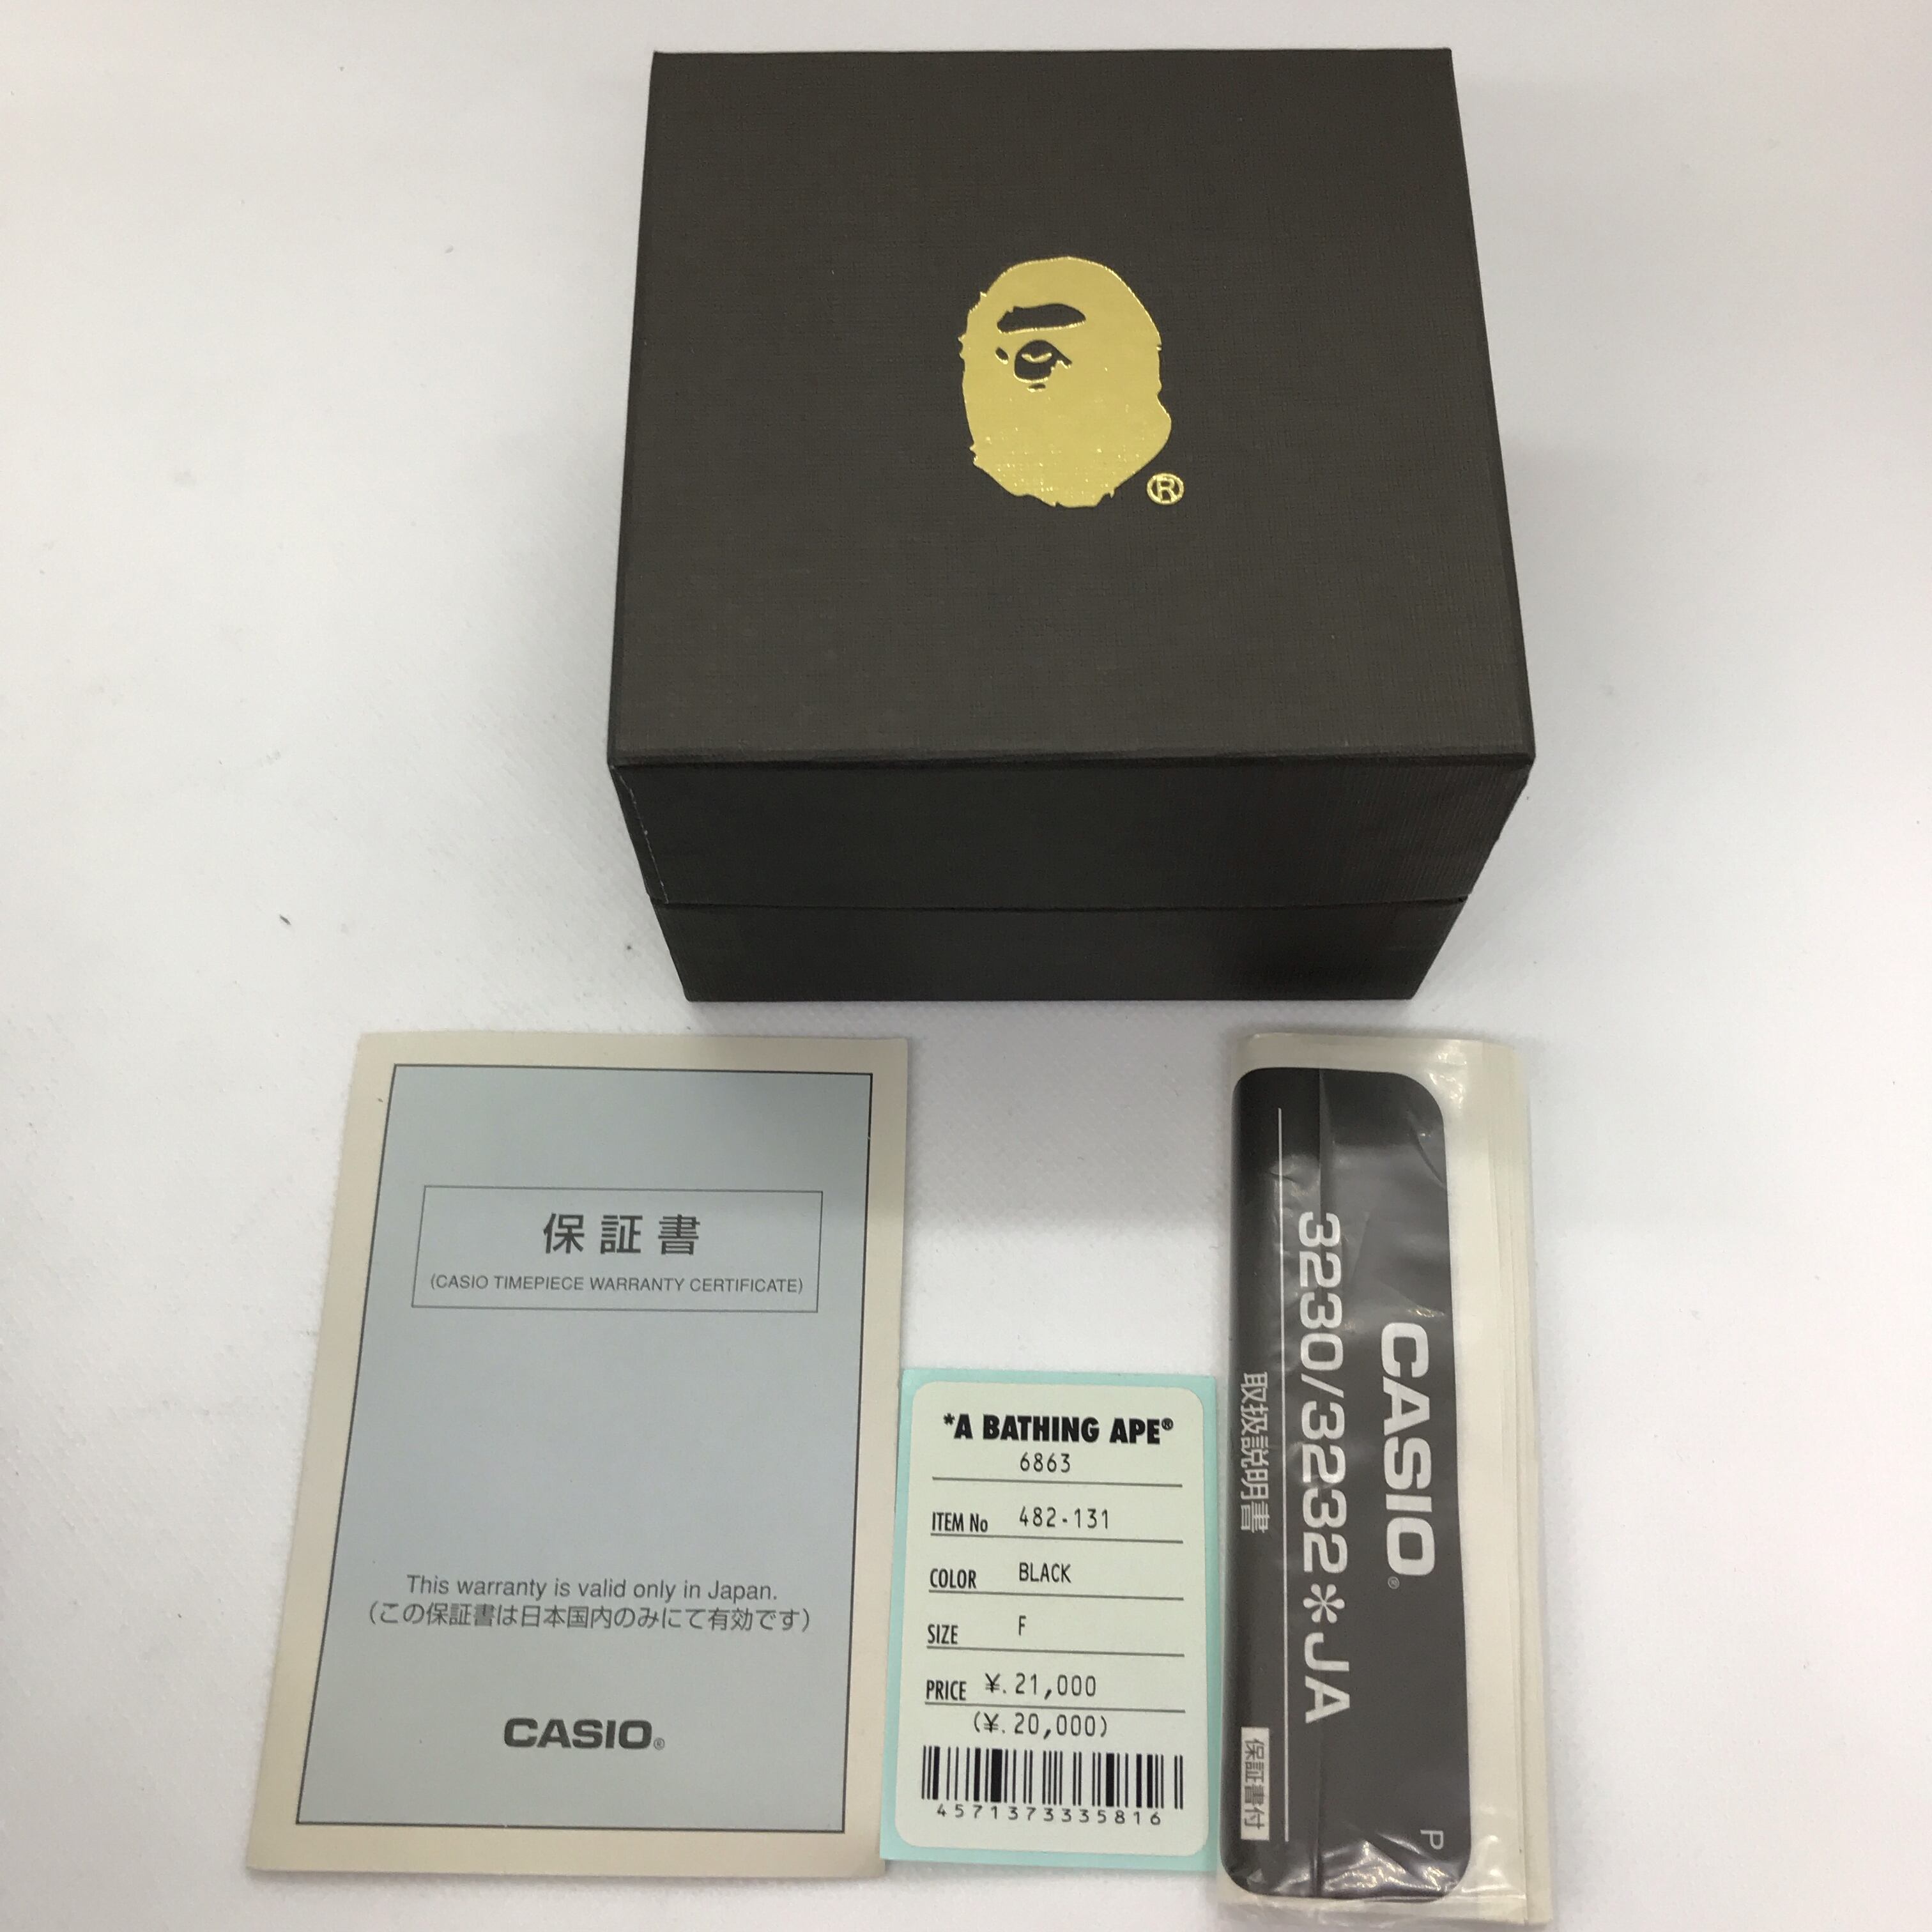 ®
保証書
(CASIO TIMEPIECE WARRANTY CERTIFICATE)
This warranty is valid only in Japan.
（この保証書は日本国内のみにて有効です）
CASIO®
*A BATHING APE®
6863
ITEM No 482-131
COLOR BLACK
SIZE F
PRICE ¥.21,000
(¥.20,000)
4571373335816
CASIO®
3230/3232＊JA
取扱説明書
保証書付
P